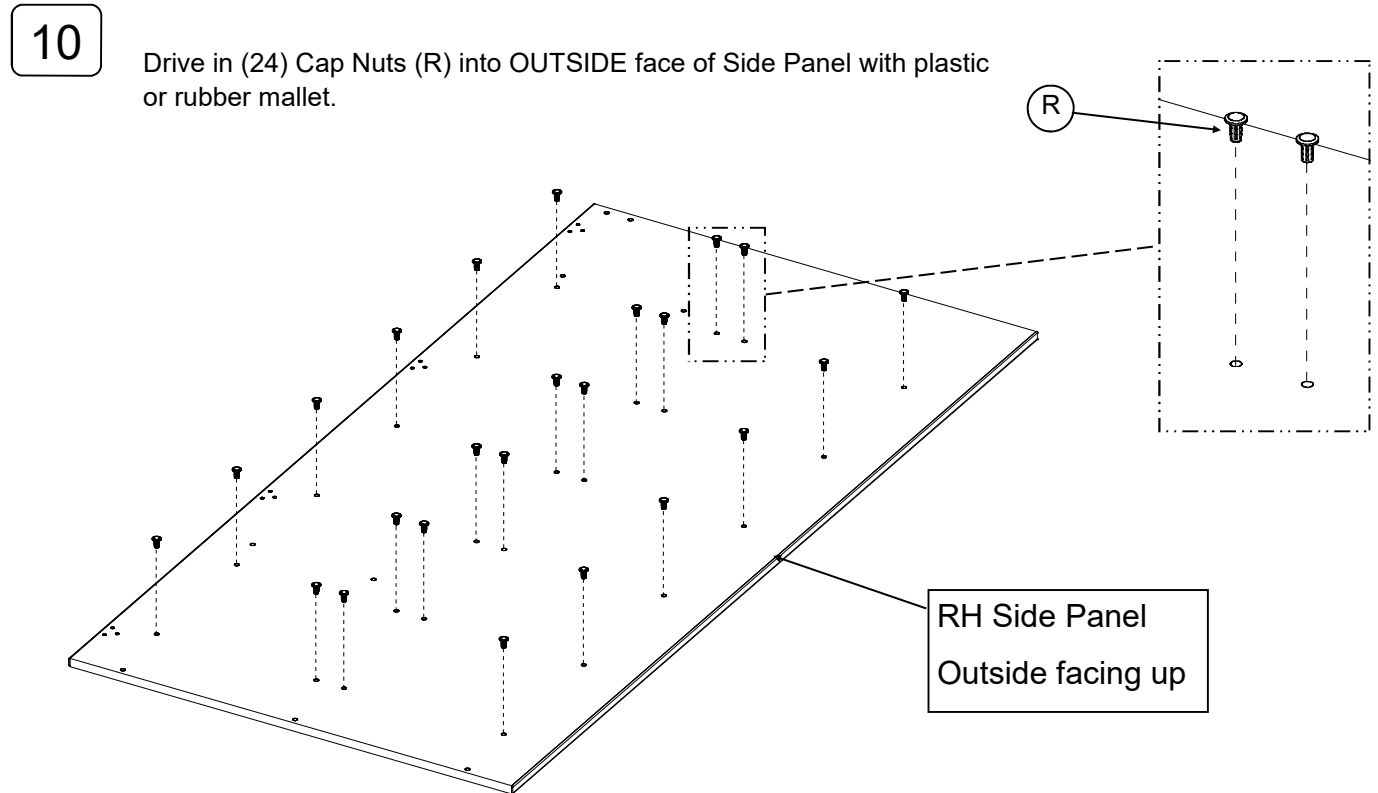 10
Drive in (24) Cap Nuts (R) into OUTSIDE face of Side Panel with plastic
or rubber mallet.
R
RH Side Panel
Outside facing up